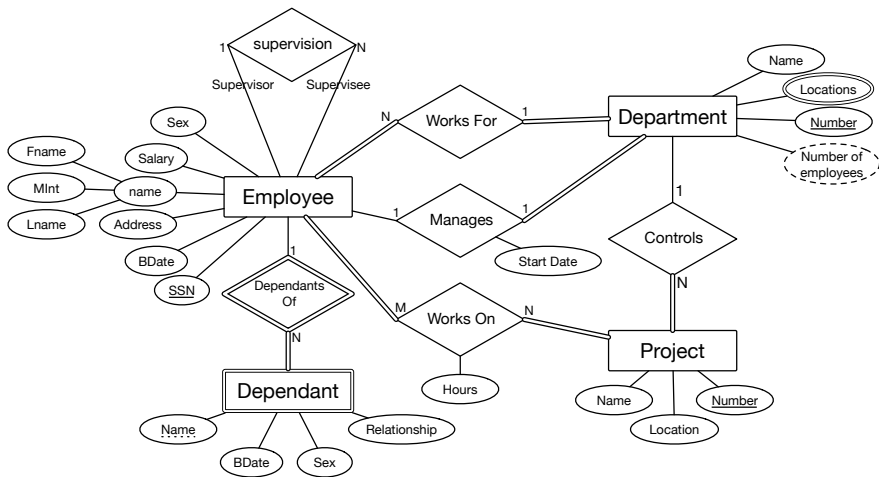 supervision
1
N
Supervisor
Supervisee
Name
Locations
Number
Number of
employees
Department
Works For
N
1
Sex
Salary
Fname
MInt
Lname
name
Address
BDate
SSN
Employee
1
Manages
1
Start Date
1
Controls
N
1
Dependants
Of
N
M
Works On
N
Hours
Project
Name
Location
Number
Dependant
Name
BDate
Sex
Relationship